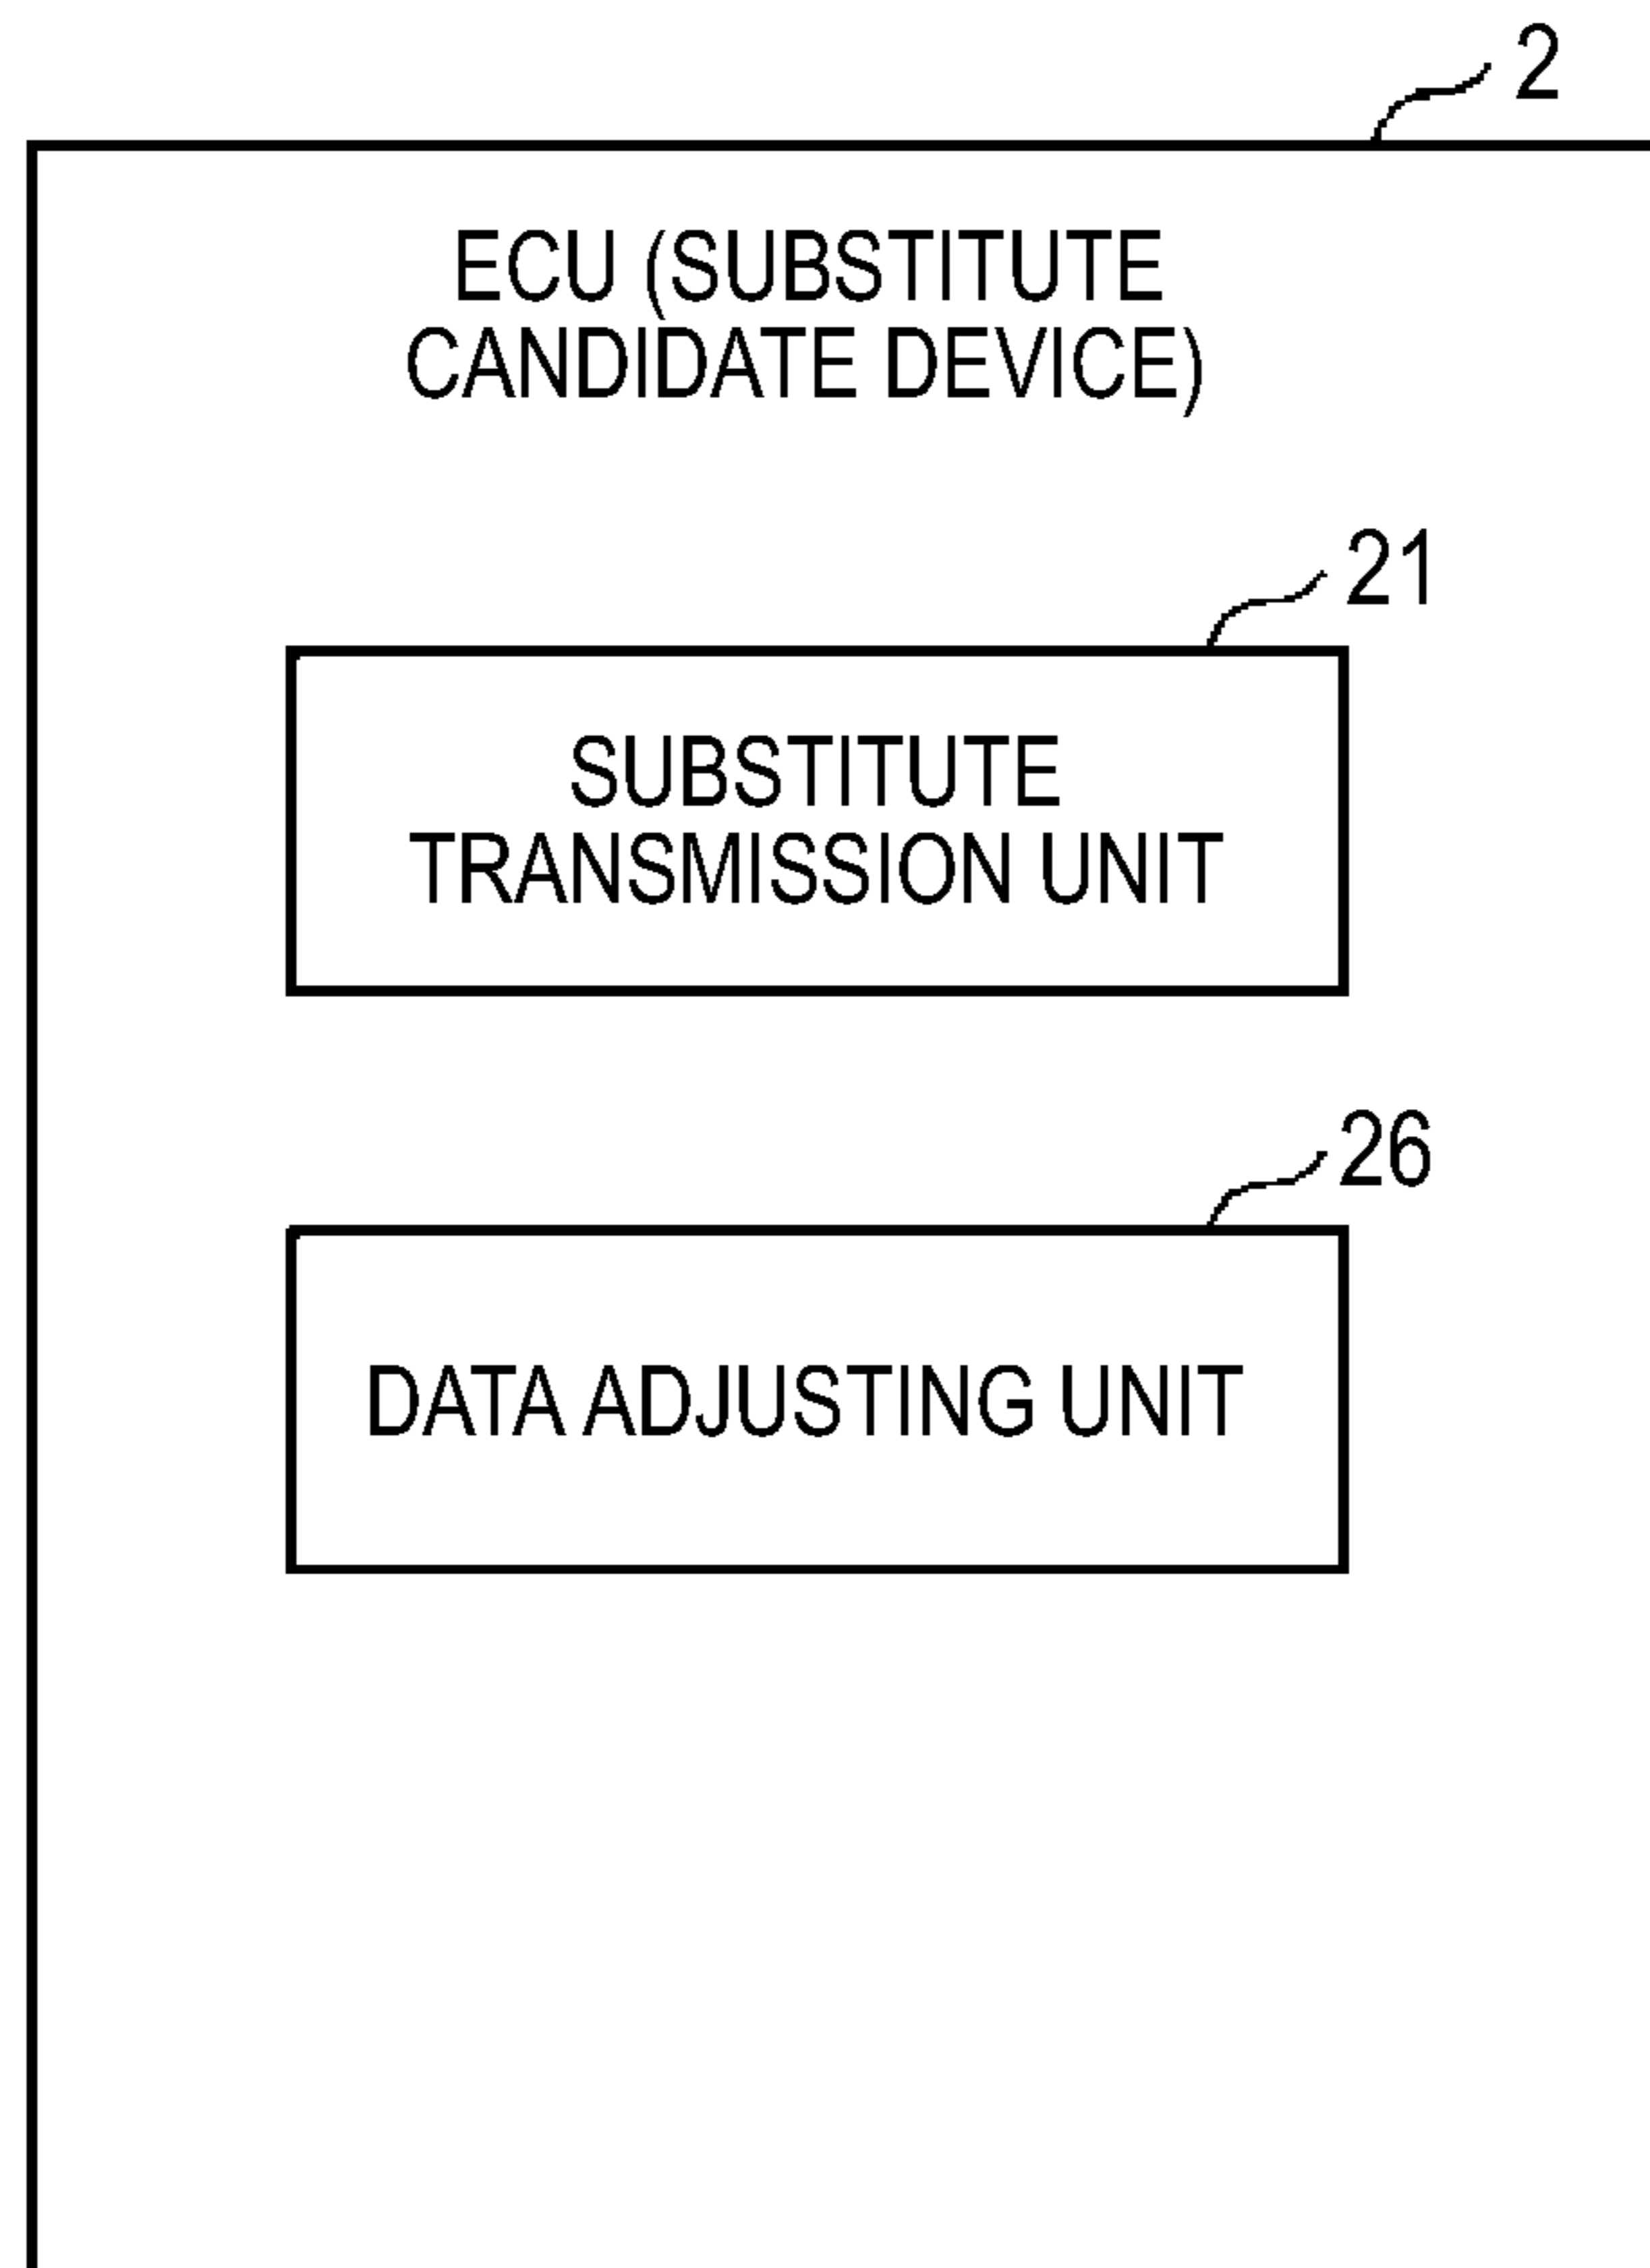 2
ECU (SUBSTITUTE
CANDIDATE DEVICE)
21
SUBSTITUTE
TRANSMISSION UNIT
26
DATA ADJUSTING UNIT